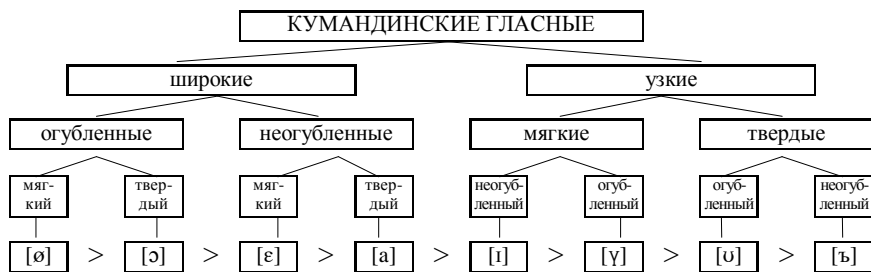 КУМАНДИНСКИЕ ГЛАСНЫЕ
широкие узкие
огубленные неогубленные мягкие твердые
мяг-
кий
твер-
дый
мяг-
кий
твер-
дый
неогуб-
ленный
огуб-
ленный
огуб-
ленный
неогуб-
ленный
[ø] > [ɔ] > [ɛ] > [a] > [ɪ] > [ү] > [ʊ] > [ъ]